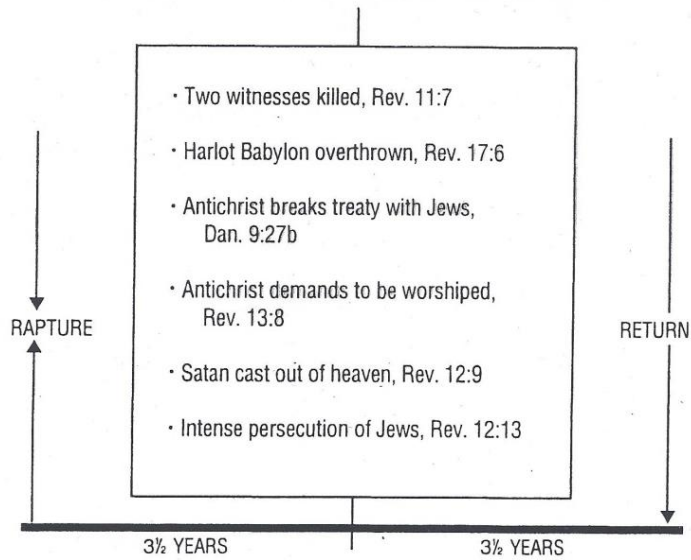 · Two witnesses killed, Rev. 11:7
· Harlot Babylon overthrown, Rev. 17:6
· Antichrist breaks treaty with Jews,
Dan. 9:27b
· Antichrist demands to be worshiped,
Rev. 13:8
RAPTURE
RETURN
· Satan cast out of heaven, Rev. 12:9
· Intense persecution of Jews, Rev. 12:13
3½ YEARS
3½ YEARS